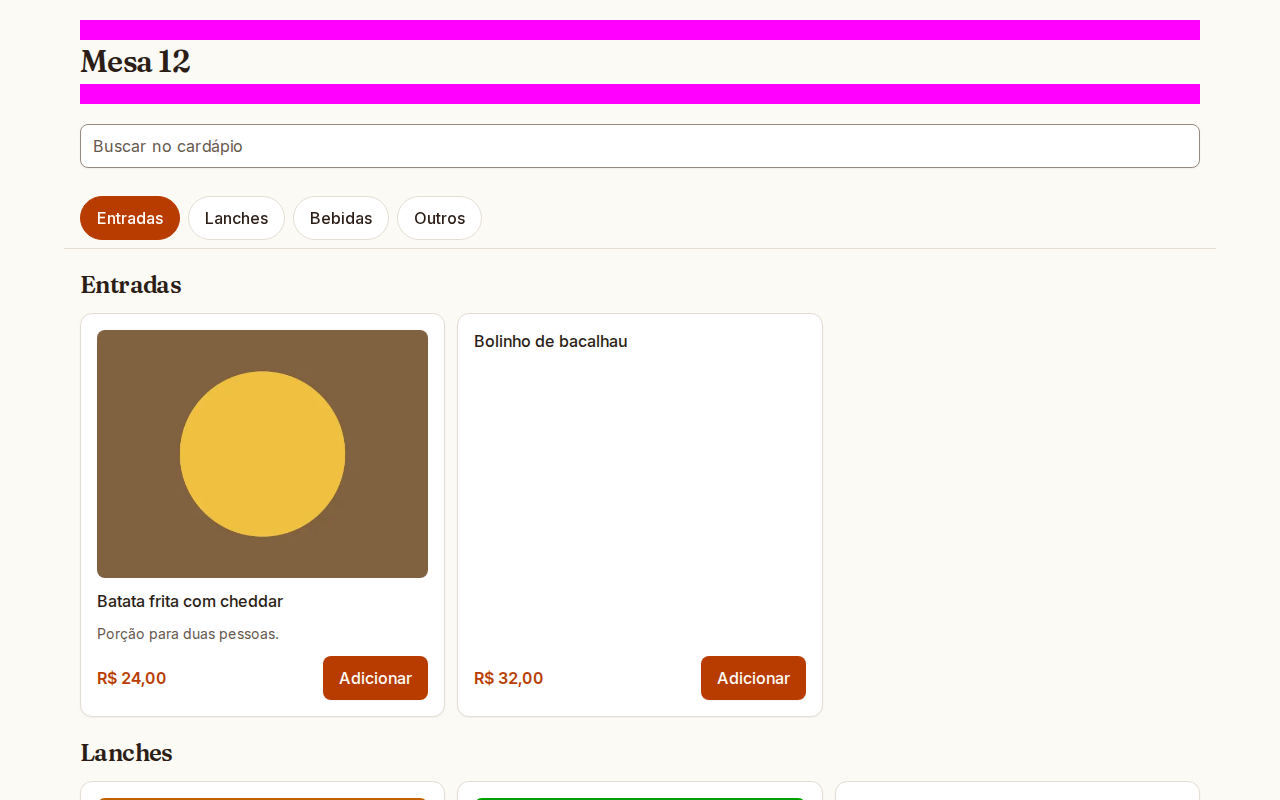 Mesa 12
Buscar no cardápio
Entradas
Lanches
Bebidas
Outros
Entradas
Batata frita com cheddar
Porção para duas pessoas.
R$ 24,00
Adicionar
Bolinho de bacalhau
R$ 32,00
Adicionar
Lanches